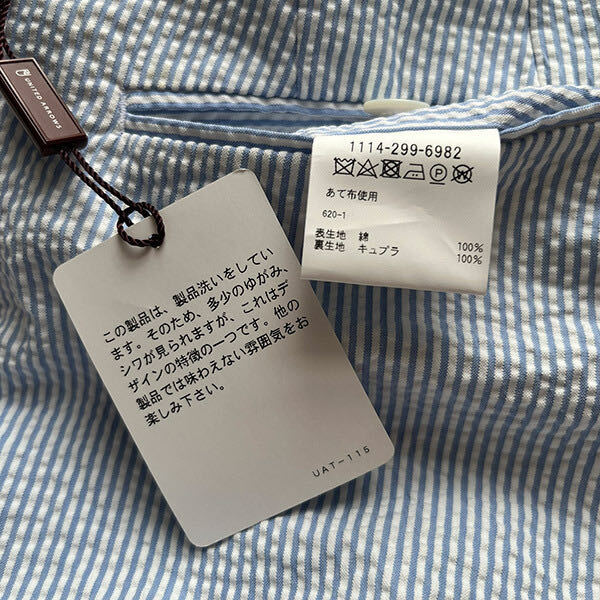 UNITED ARROWS
1114-299-6982
あて布使用
620-1
表生地 綿 100%
裏生地 キュプラ 100%
この製品は、製品洗いをしてい
ます。そのため、多少のゆがみ、
シワが見られますが、これはデ
ザインの特徴の一つです。他の
製品では味わえない雰囲気をお
楽しみ下さい。
UAT-115